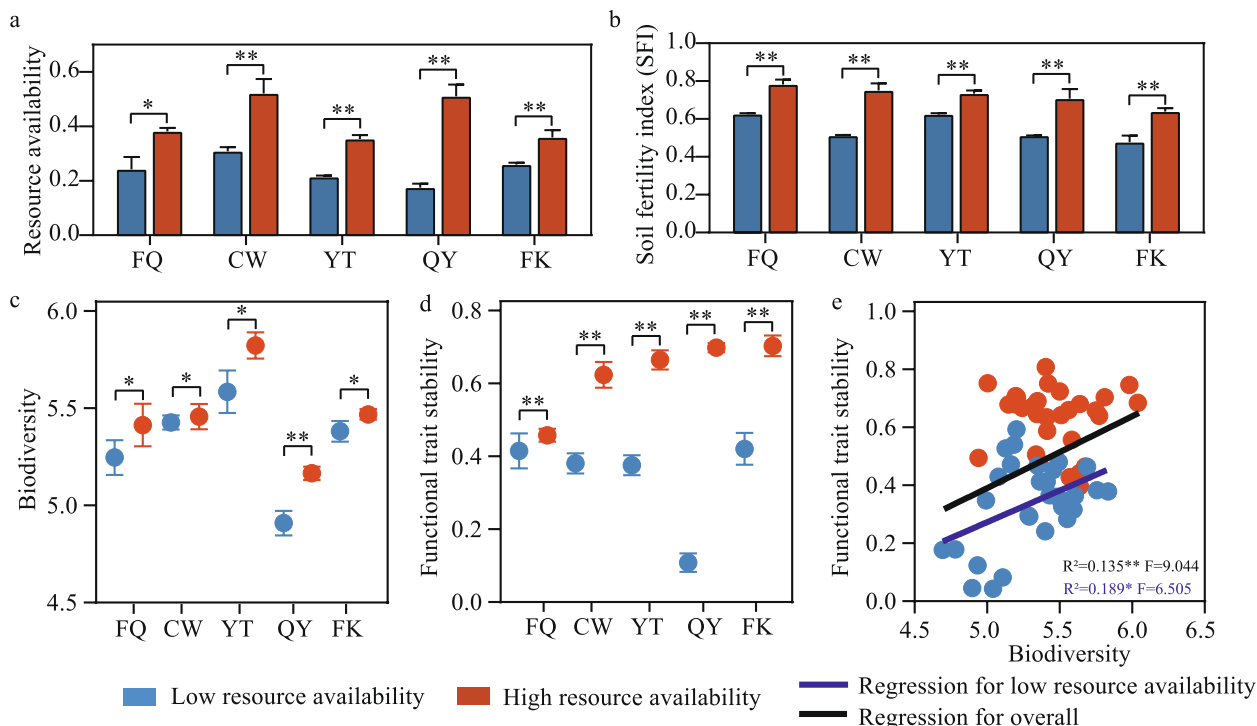 a
Resource availability
0.6
0.4
0.2
0.0
*
**
**
**
**
FQ CW YT QY FK
b
Soil fertility index (SFI)
1.0
0.8
0.6
0.4
0.2
0.0
**
**
**
**
**
FQ CW YT QY FK
c
Biodiversity
6.0
5.5
5.0
4.5
*
*
*
**
*
FQ CW YT QY FK
d
Functional trait stability
0.8
0.6
0.4
0.2
0.0
**
**
**
**
**
FQ CW YT QY FK
e
Functional trait stability
1.0
0.8
0.6
0.4
0.2
0.0
R²=0.135** F=9.044
R²=0.189* F=6.505
4.5 5.0 5.5 6.0 6.5
Biodiversity
Low resource availability
High resource availability
Regression for low resource availability
Regression for overall